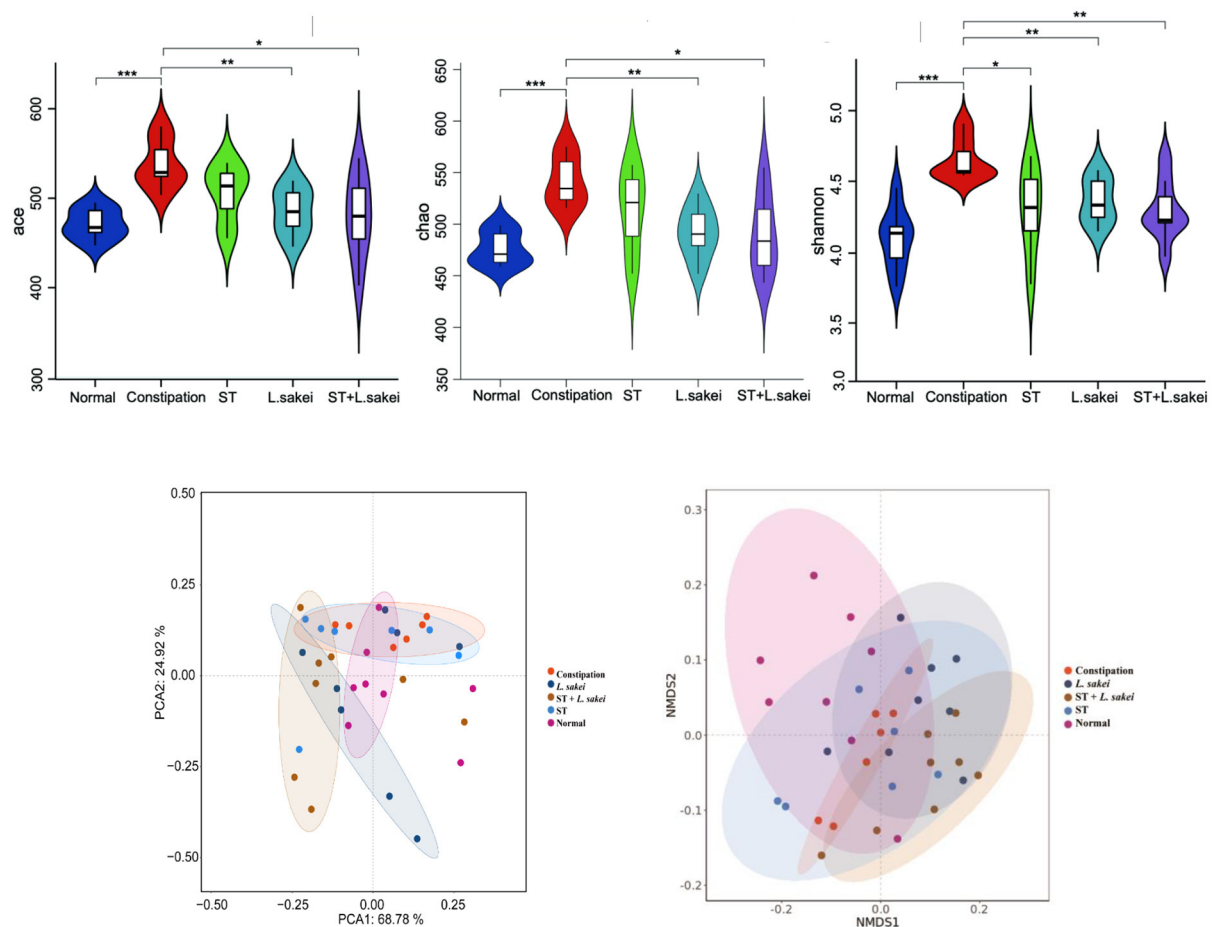 ace
600
500
400
300
***
**
*
Normal
Constipation
ST
L.sakei
ST+L.sakei
chao
650
600
550
500
450
400
350
***
**
*
Normal
Constipation
ST
L.sakei
ST+L.sakei
shannon
5.0
4.5
4.0
3.5
3.0
***
*
**
**
Normal
Constipation
ST
L.sakei
ST+L.sakei
PCA2: 24.92 %
0.50
0.25
0.00
−0.25
−0.50
−0.50
−0.25
0.00
0.25
PCA1: 68.78 %
Constipation
L. sakei
ST + L. sakei
ST
Normal
NMDS2
0.3
0.2
0.1
0.0
-0.1
-0.2
-0.2
0.0
0.2
NMDS1
Constipation
L. sakei
ST + L. sakei
ST
Normal